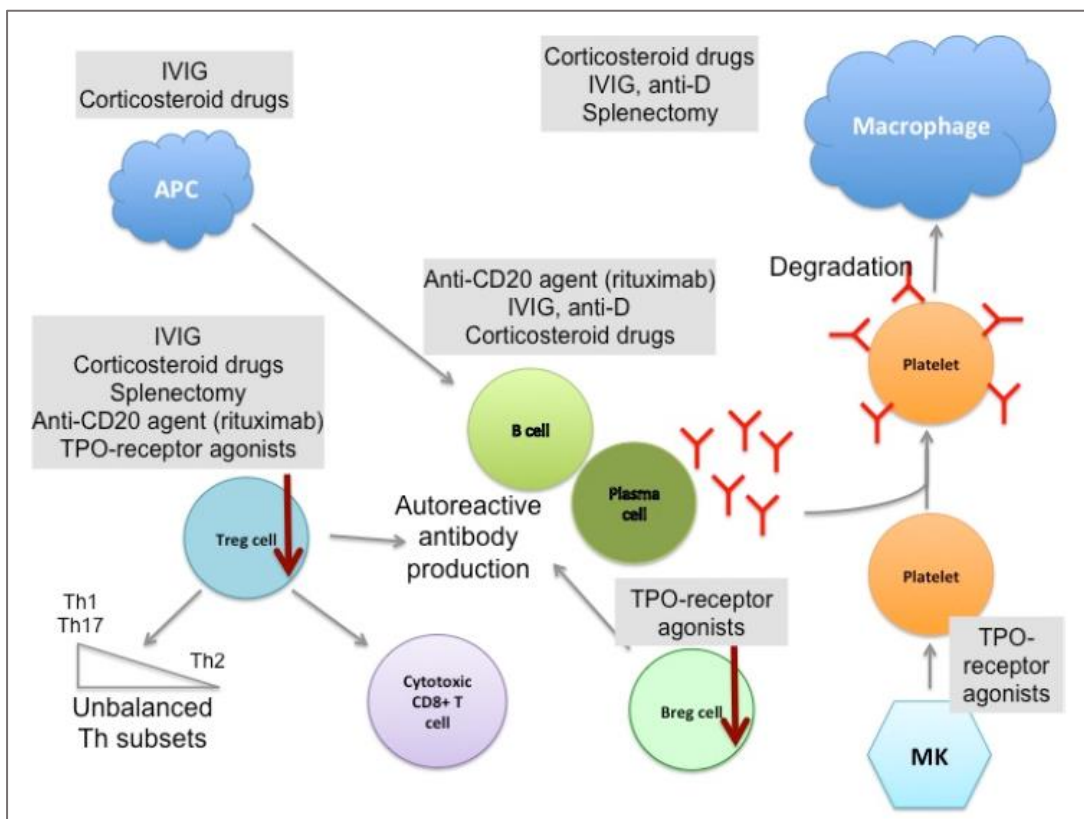 IVIG
Corticosteroid drugs
APC
Corticosteroid drugs
IVIG, anti-D
Splenectomy
Macrophage
Degradation
Anti-CD20 agent (rituximab)
IVIG, anti-D
Corticosteroid drugs
IVIG
Corticosteroid drugs
Splenectomy
Anti-CD20 agent (rituximab)
TPO-receptor agonists
Platelet
B cell
Plasma
cell
Treg cell
Autoreactive
antibody
production
Platelet
TPO-receptor
agonists
TPO-
receptor
agonists
Th1
Th17
Th2
Unbalanced
Th subsets
Cytotoxic
CD8+ T
cell
Breg cell
MK